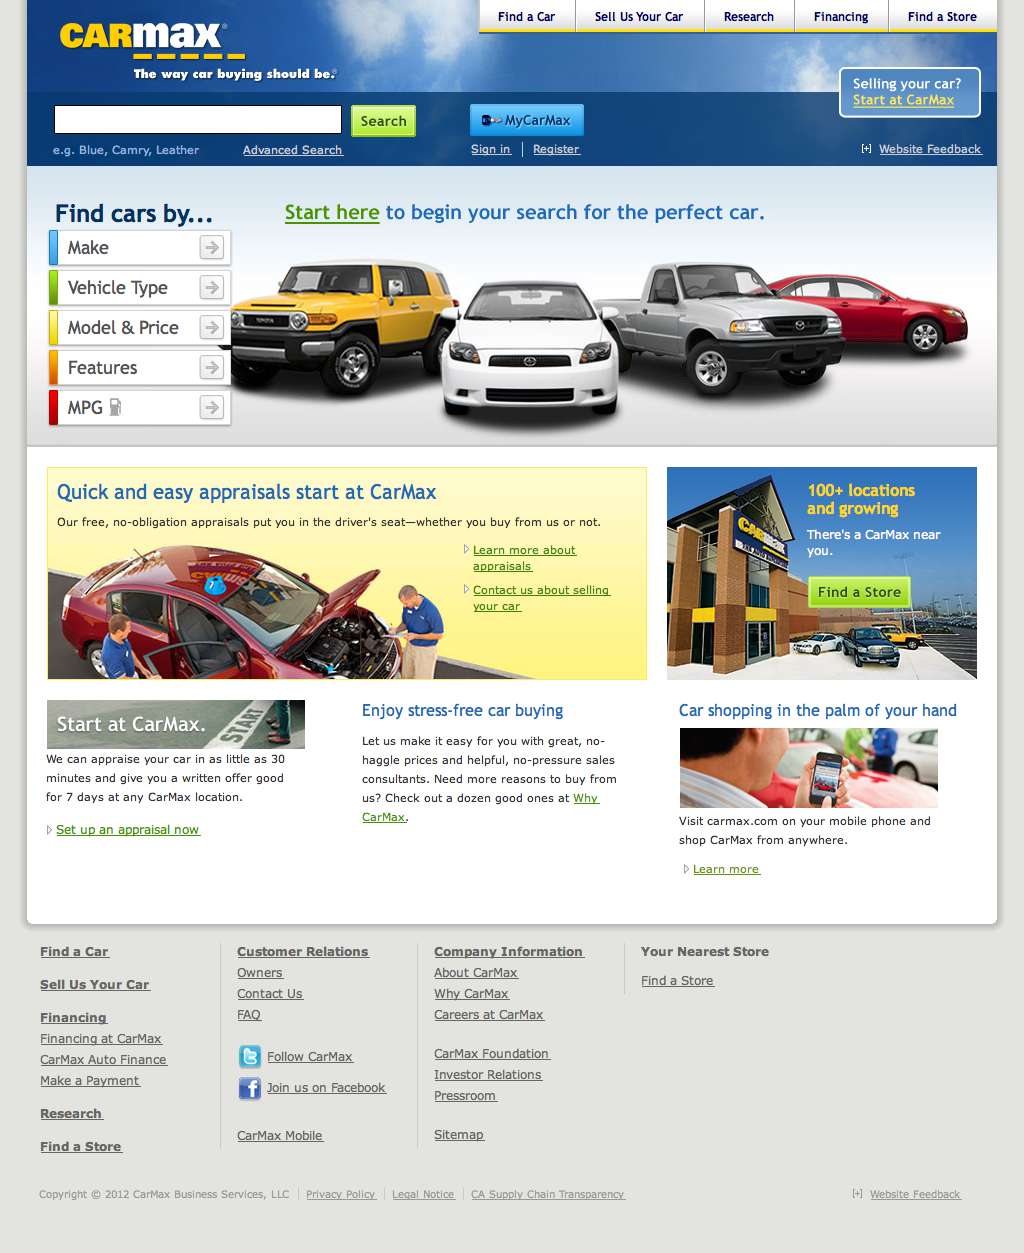 Find a Car
Sell Us Your Car
Research
Financing
Find a Store
CARMAX
The way car buying should be.
Selling your car?
Start at CarMax
Search
MyCarMax
e.g. Blue, Camry, Leather
Advanced Search
Sign in
Register
[+] Website Feedback
Find cars by...
Start here to begin your search for the perfect car.
Make
Vehicle Type
Model & Price
Features
MPG
Quick and easy appraisals start at CarMax
Our free, no-obligation appraisals put you in the driver's seat—whether you buy from us or not.
Learn more about
appraisals
Contact us about selling
your car
100+ locations
and growing
There's a CarMax near
you.
CARMAX
Find a Store
Start at CarMax.
START
We can appraise your car in as little as 30
minutes and give you a written offer good
for 7 days at any CarMax location.
Set up an appraisal now
Enjoy stress-free car buying
Let us make it easy for you with great, no-
haggle prices and helpful, no-pressure sales
consultants. Need more reasons to buy from
us? Check out a dozen good ones at Why
CarMax.
Car shopping in the palm of your hand
Visit carmax.com on your mobile phone and
shop CarMax from anywhere.
Learn more
Find a Car
Sell Us Your Car
Financing
Financing at CarMax
CarMax Auto Finance
Make a Payment
Research
Find a Store
Customer Relations
Owners
Contact Us
FAQ
Follow CarMax
Join us on Facebook
CarMax Mobile
Company Information
About CarMax
Why CarMax
Careers at CarMax
CarMax Foundation
Investor Relations
Pressroom
Sitemap
Your Nearest Store
Find a Store
Copyright © 2012 CarMax Business Services, LLC
Privacy Policy
Legal Notice
CA Supply Chain Transparency
[+] Website Feedback